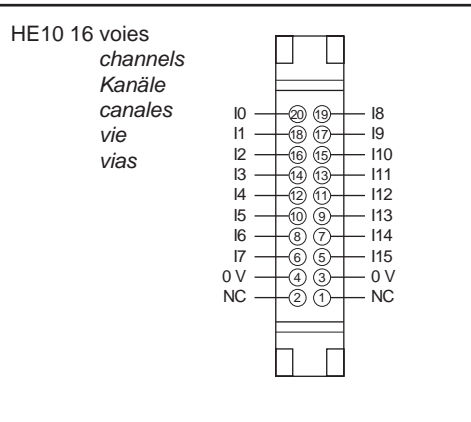 HE10 16 voies
channels
Kanäle
canales
vie
vias
I0 20 19 I8
I1 18 17 I9
I2 16 15 I10
I3 14 13 I11
I4 12 11 I12
I5 10 9 I13
I6 8 7 I14
I7 6 5 I15
0 V 4 3 0 V
NC 2 1 NC